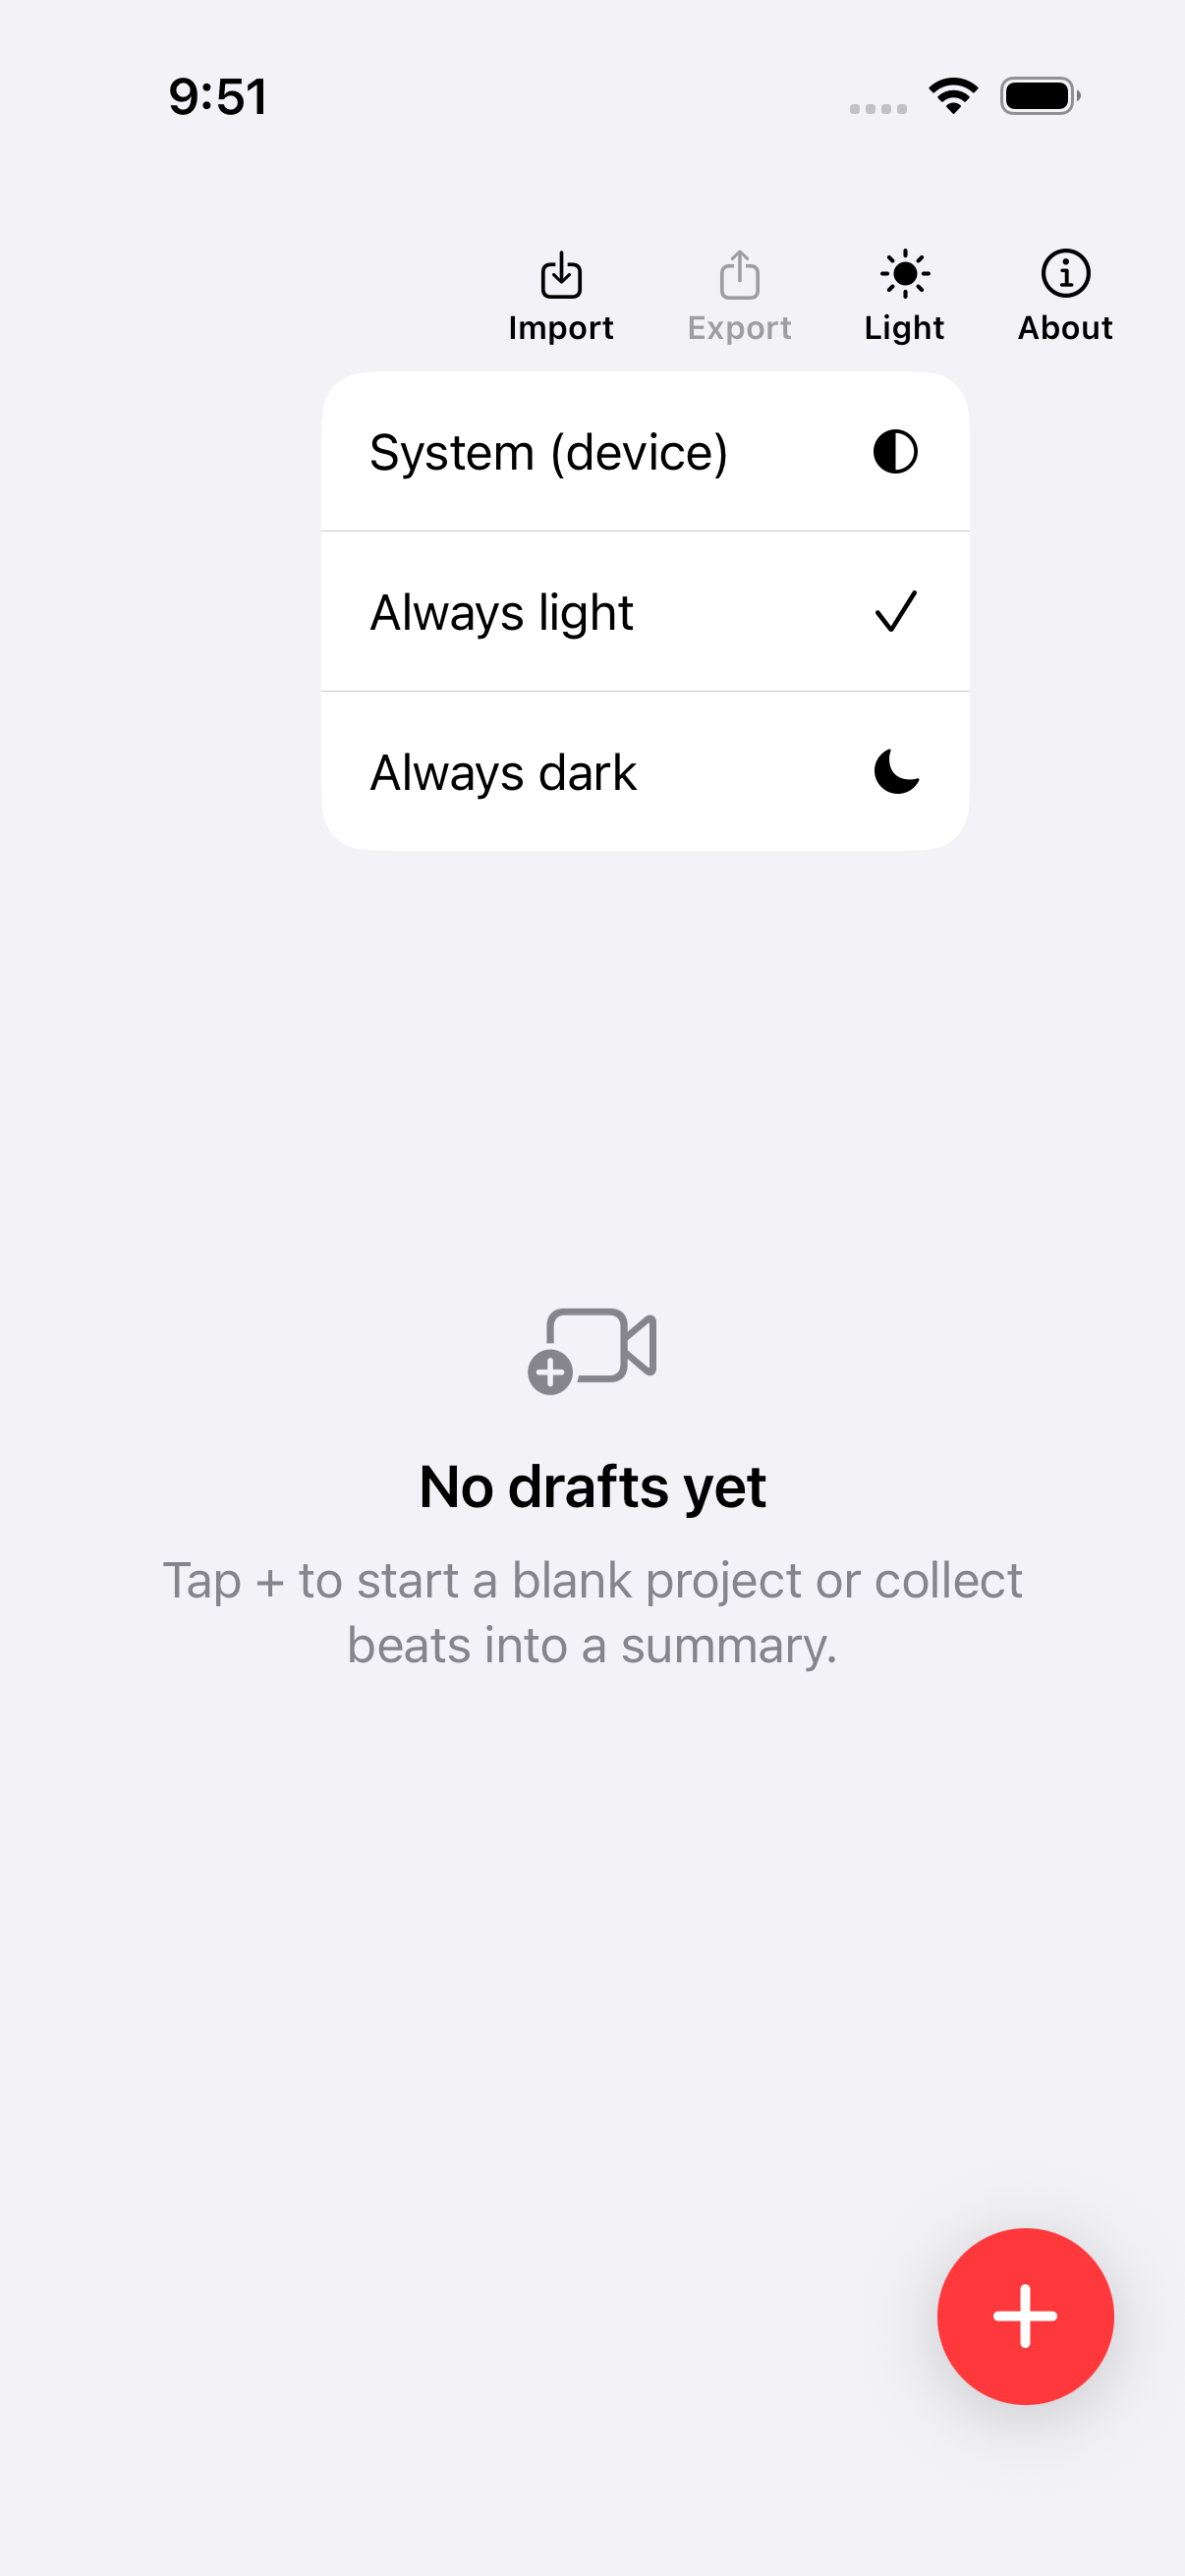 9:51
Import
Export
Light
About
System (device)
Always light
Always dark
No drafts yet
Tap + to start a blank project or collect
beats into a summary.